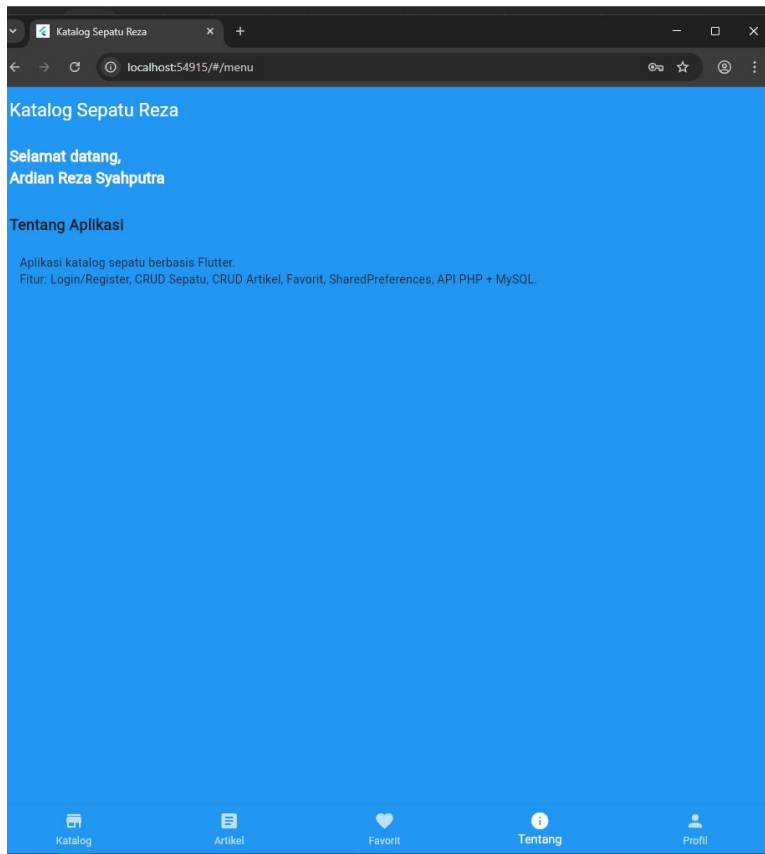 Katalog Sepatu Reza
localhost:54915/#/menu
Katalog Sepatu Reza
Selamat datang,
Ardian Reza Syahputra
Tentang Aplikasi
Aplikasi katalog sepatu berbasis Flutter.
Fitur: Login/Register, CRUD Sepatu, CRUD Artikel, Favorit, SharedPreferences, API PHP + MySQL.
Katalog Artikel Favorit Tentang Profil